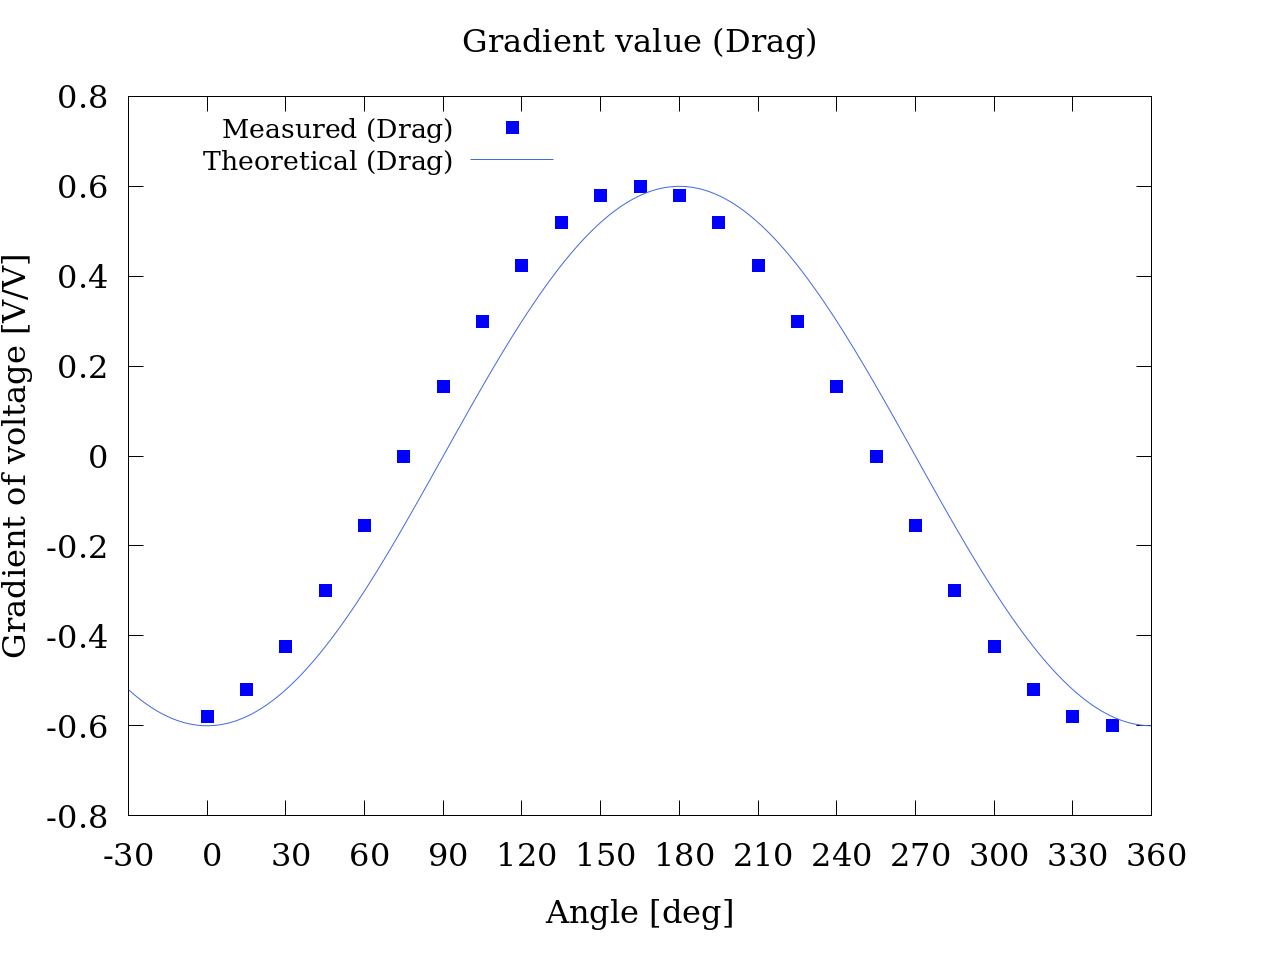 Gradient value (Drag)
0.8
0.6
0.4
0.2
0
-0.2
-0.4
-0.6
-0.8
Gradient of voltage [V/V]
Measured (Drag)
Theoretical (Drag)
-30 0 30 60 90 120 150 180 210 240 270 300 330 360
Angle [deg]